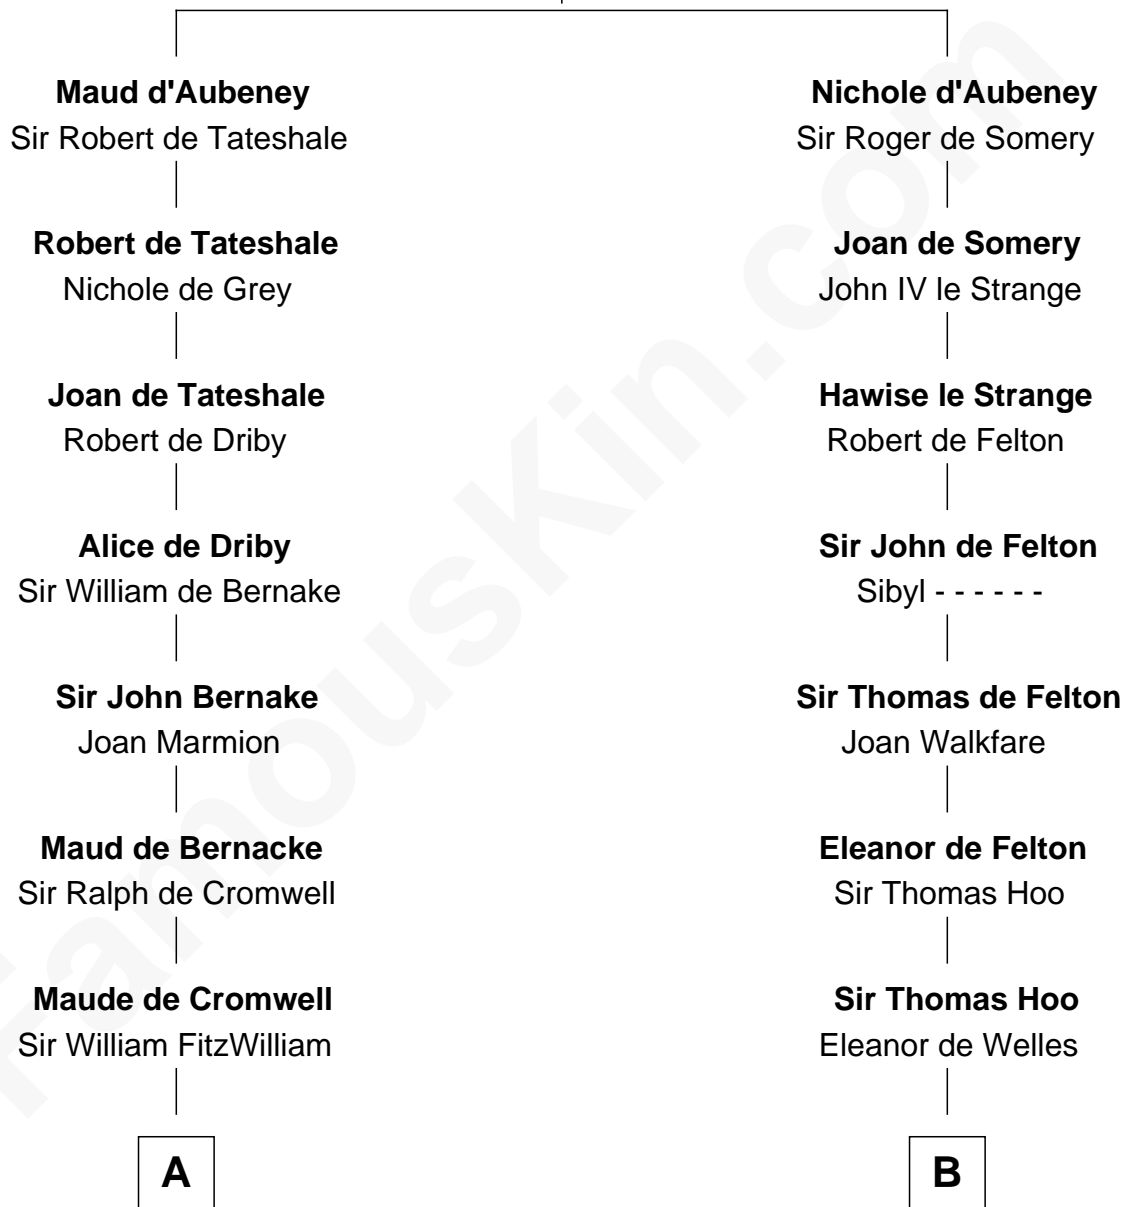 Maud d'Aubeney
Sir Robert de Tateshale
Robert de Tateshale
Nichole de Grey
Joan de Tateshale
Robert de Driby
Alice de Driby
Sir William de Bernake
Sir John Bernake
Joan Marmion
Maud de Bernacke
Sir Ralph de Cromwell
Maude de Cromwell
Sir William FitzWilliam
A
Nichole d'Aubeney
Sir Roger de Somery
Joan de Somery
John IV le Strange
Hawise le Strange
Robert de Felton
Sir John de Felton
Sibyl - - - - - -
Sir Thomas de Felton
Joan Walkfare
Eleanor de Felton
Sir Thomas Hoo
Sir Thomas Hoo
Eleanor de Welles
B
FamousKin.com